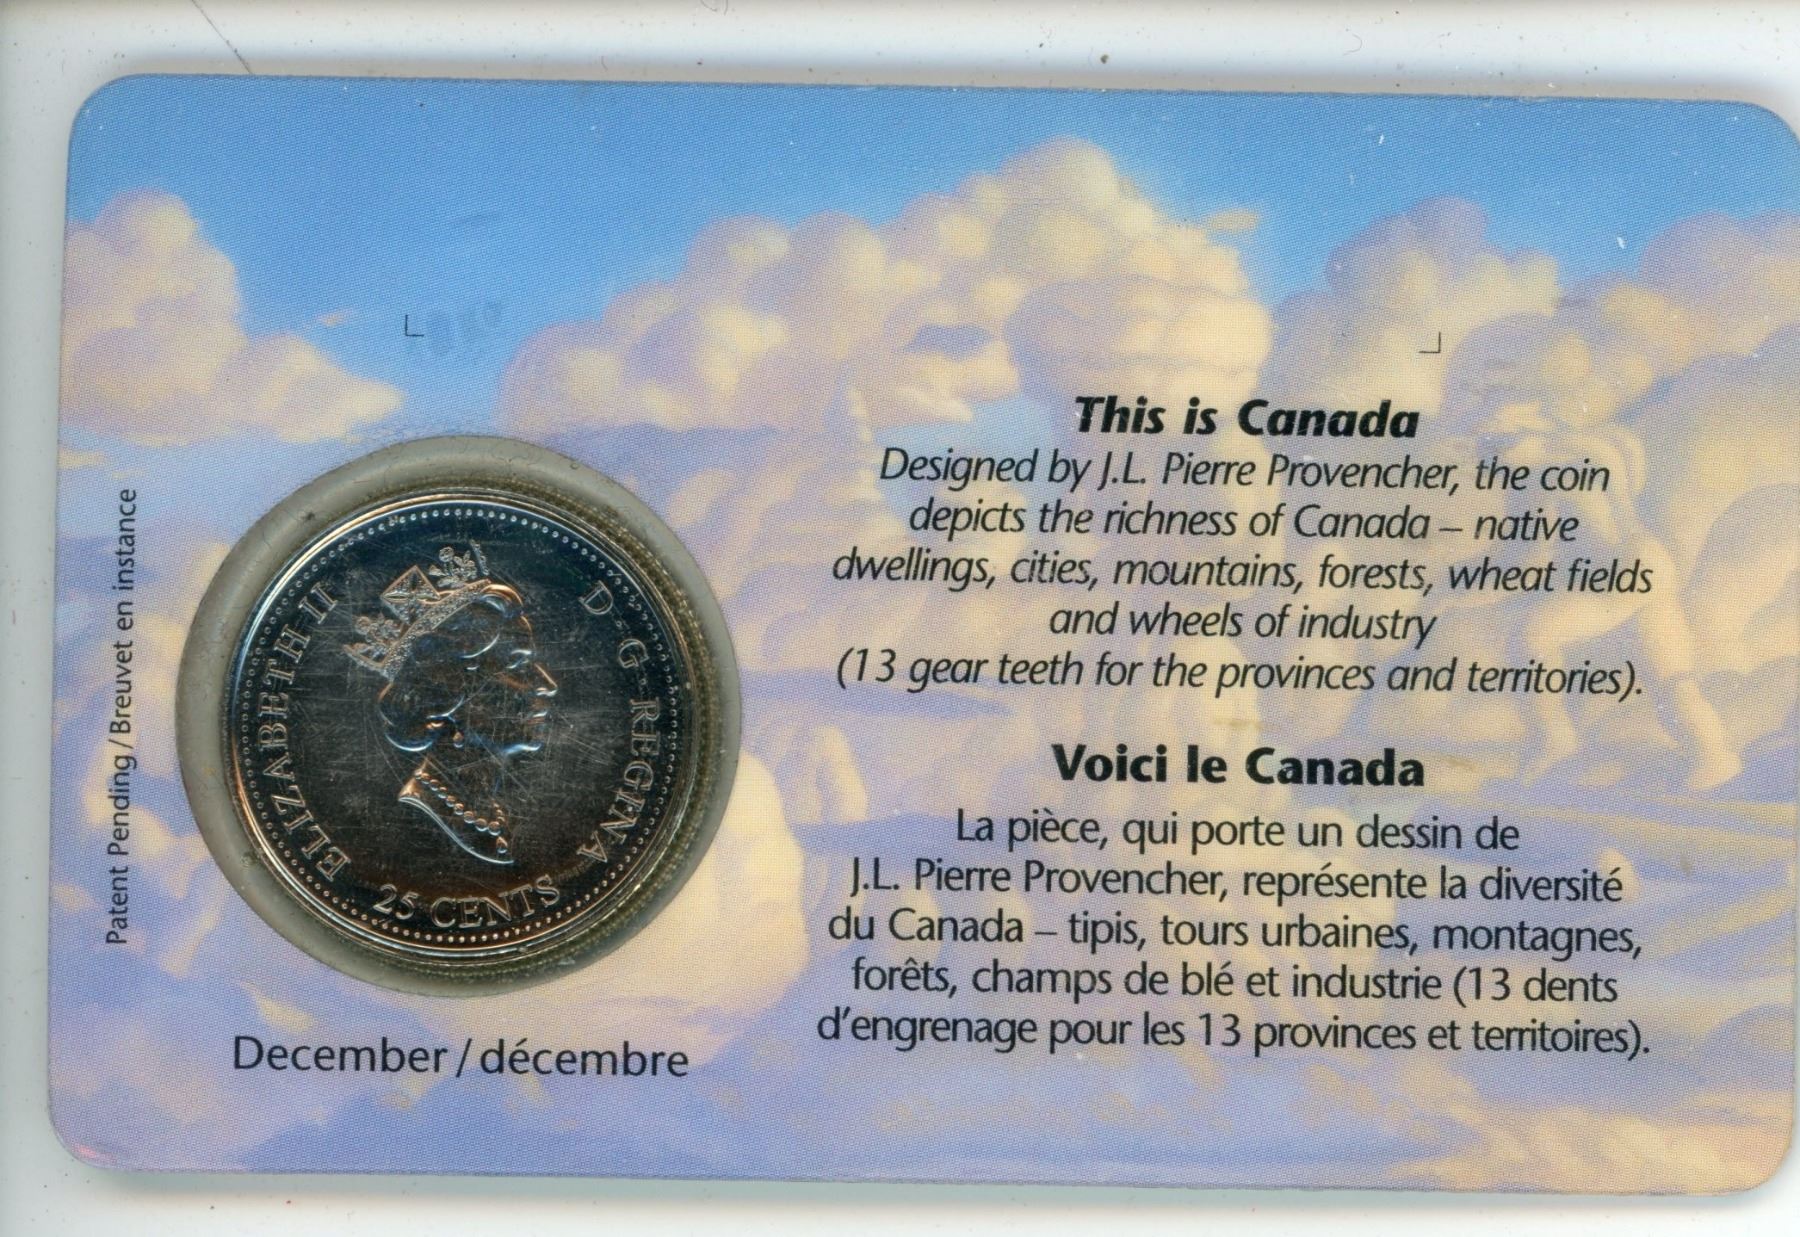 This is Canada
Designed by J.L. Pierre Provencher, the coin
depicts the richness of Canada – native
dwellings, cities, mountains, forests, wheat fields
and wheels of industry
(13 gear teeth for the provinces and territories).
Voici le Canada
La pièce, qui porte un dessin de
J.L. Pierre Provencher, représente la diversité
du Canada – tipis, tours urbaines, montagnes,
forêts, champs de blé et industrie (13 dents
d'engrenage pour les 13 provinces et territoires).
Patent Pending / Breuvet en instance
ELIZABETH II
D · G · REGINA
25 CENTS
December / décembre